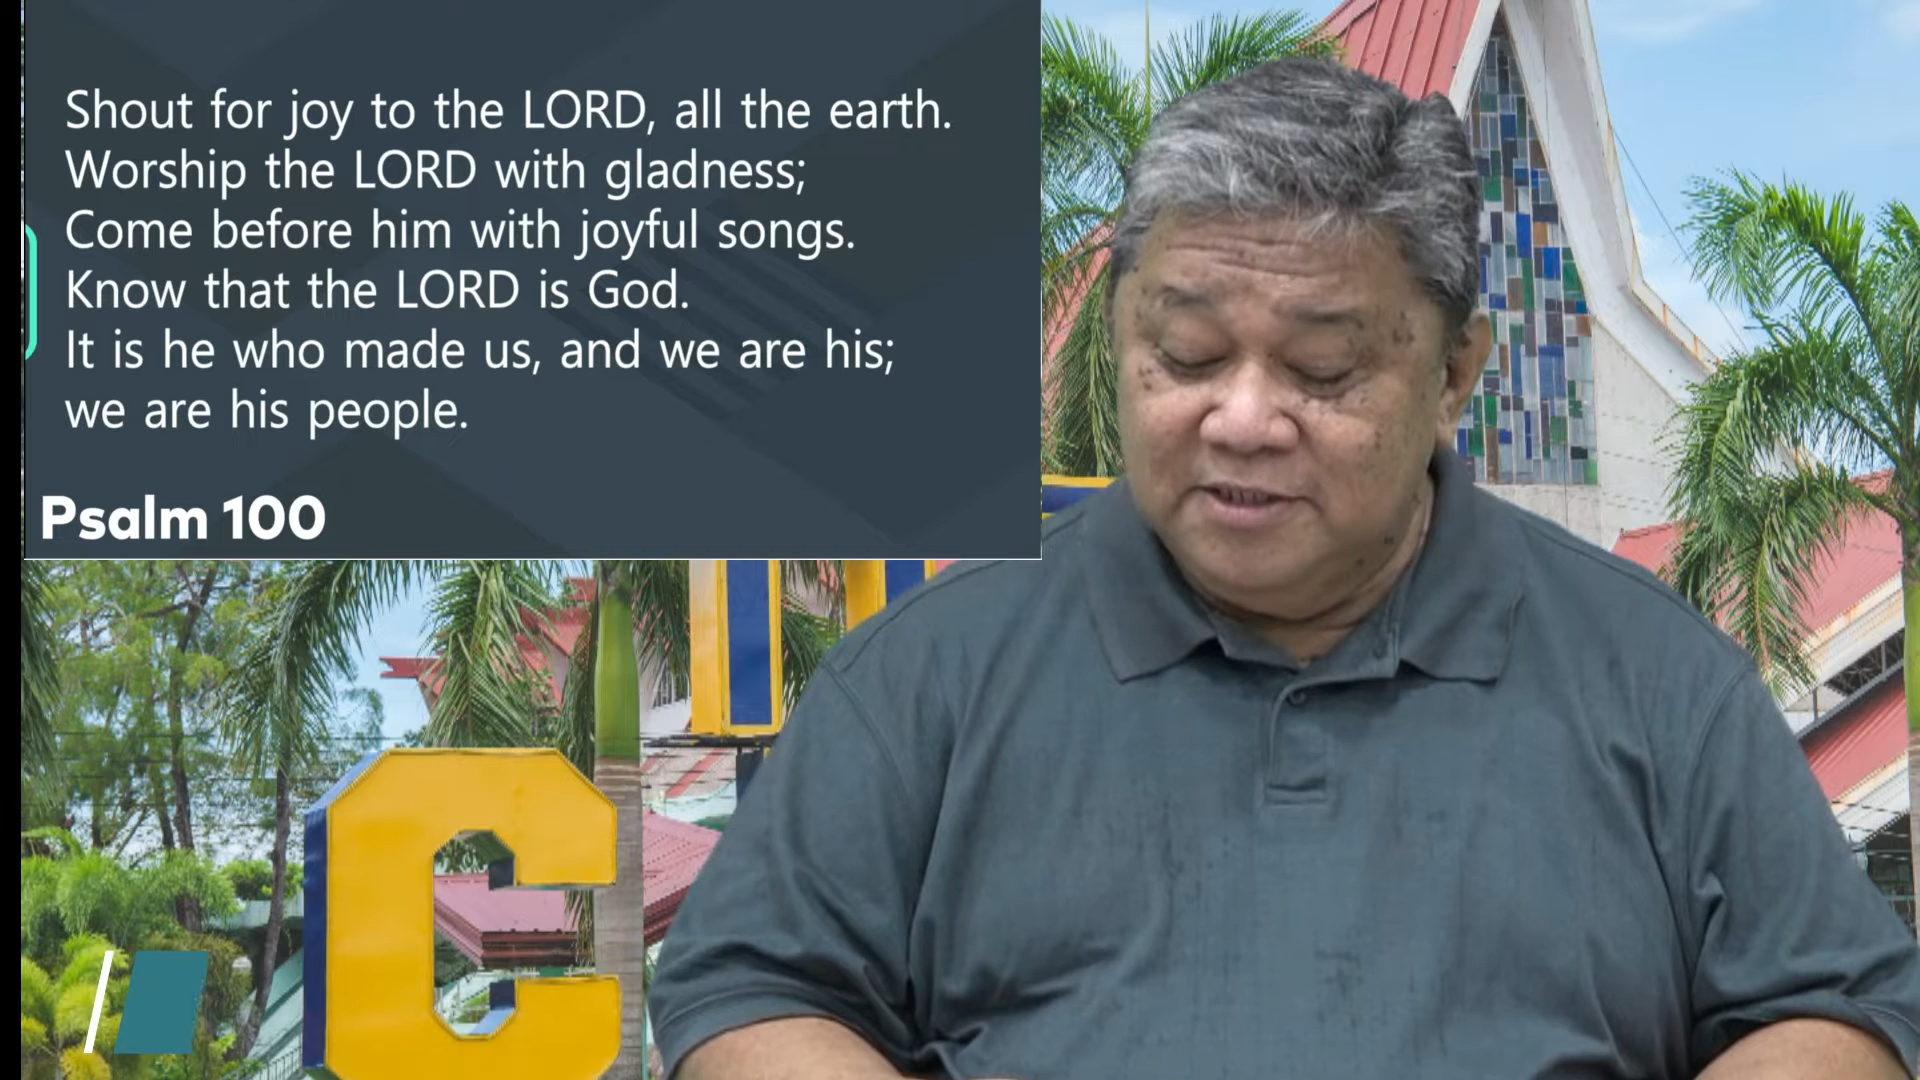 Shout for joy to the LORD, all the earth.
Worship the LORD with gladness;
Come before him with joyful songs.
Know that the LORD is God.
It is he who made us, and we are his;
we are his people.
Psalm 100
C